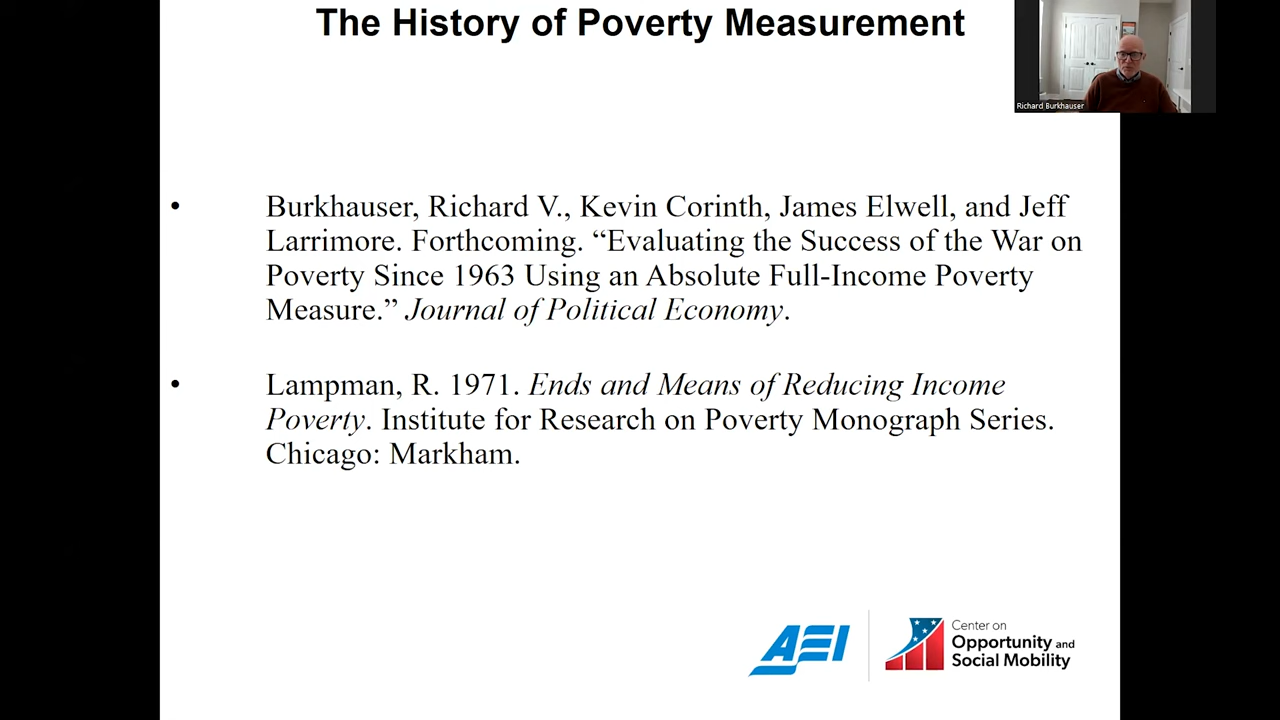 The History of Poverty Measurement
Richard Burkhauser
• Burkhauser, Richard V., Kevin Corinth, James Elwell, and Jeff
Larrimore. Forthcoming. “Evaluating the Success of the War on
Poverty Since 1963 Using an Absolute Full-Income Poverty
Measure.” Journal of Political Economy.
• Lampman, R. 1971. Ends and Means of Reducing Income
Poverty. Institute for Research on Poverty Monograph Series.
Chicago: Markham.
AEI
Center on
Opportunity and
Social Mobility